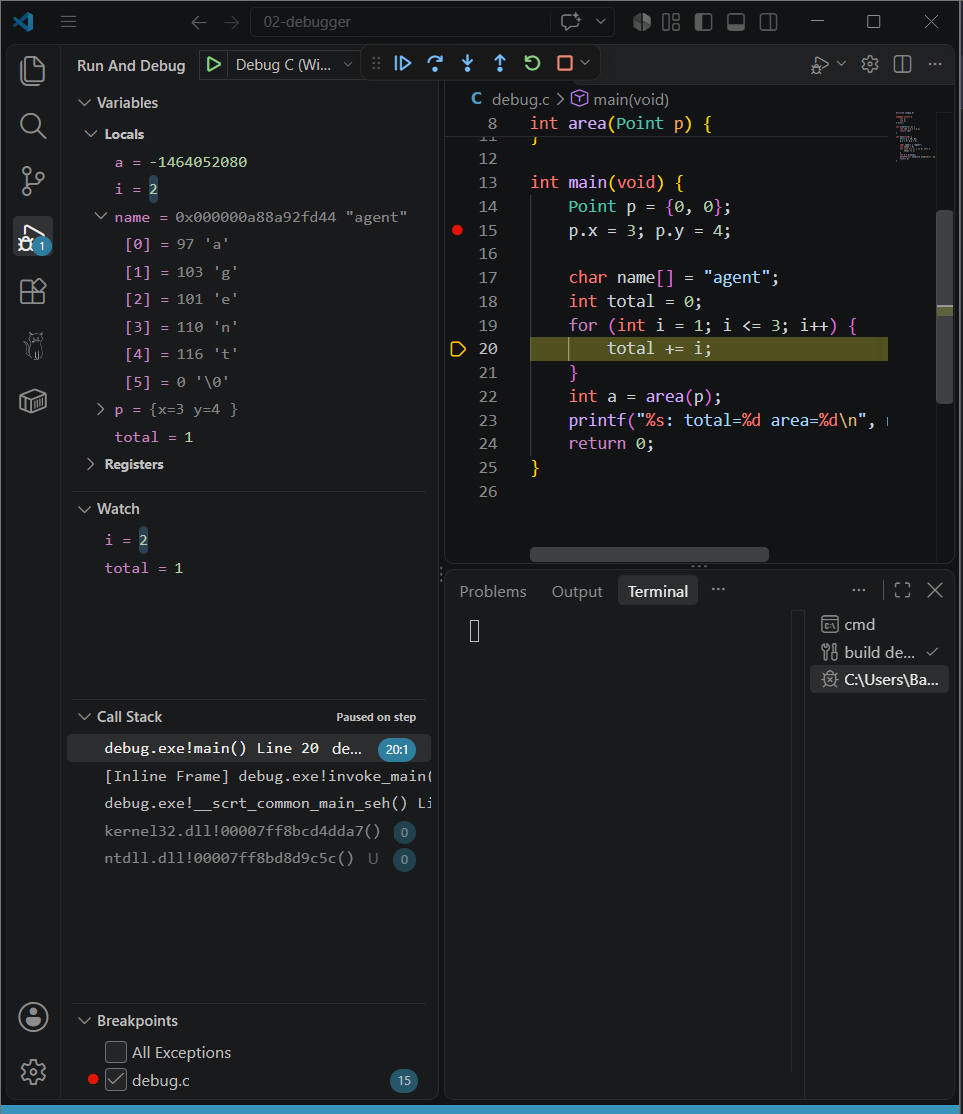 02-debugger
Run And Debug
Debug C (Wi...
Variables
Locals
a = -1464052080
i = 2
name = 0x000000a88a92fd44 "agent"
[0] = 97 'a'
[1] = 103 'g'
[2] = 101 'e'
[3] = 110 'n'
[4] = 116 't'
[5] = 0 '\0'
p = {x=3 y=4 }
total = 1
Registers
Watch
i = 2
total = 1
Call Stack
Paused on step
debug.exe!main() Line 20 de... 20:1
[Inline Frame] debug.exe!invoke_main(
debug.exe!__scrt_common_main_seh() Li
kernel32.dll!00007ff8bcd4dda7() 0
ntdll.dll!00007ff8bd8d9c5c() U 0
Breakpoints
All Exceptions
debug.c 15
1
C debug.c > main(void)
8 int area(Point p) {
11 }
12
13 int main(void) {
14 Point p = {0, 0};
15 p.x = 3; p.y = 4;
16
17 char name[] = "agent";
18 int total = 0;
19 for (int i = 1; i <= 3; i++) {
20 total += i;
21 }
22 int a = area(p);
23 printf("%s: total=%d area=%d\n",
24 return 0;
25 }
26
Problems
Output
Terminal
cmd
build de...
C:\Users\Ba...